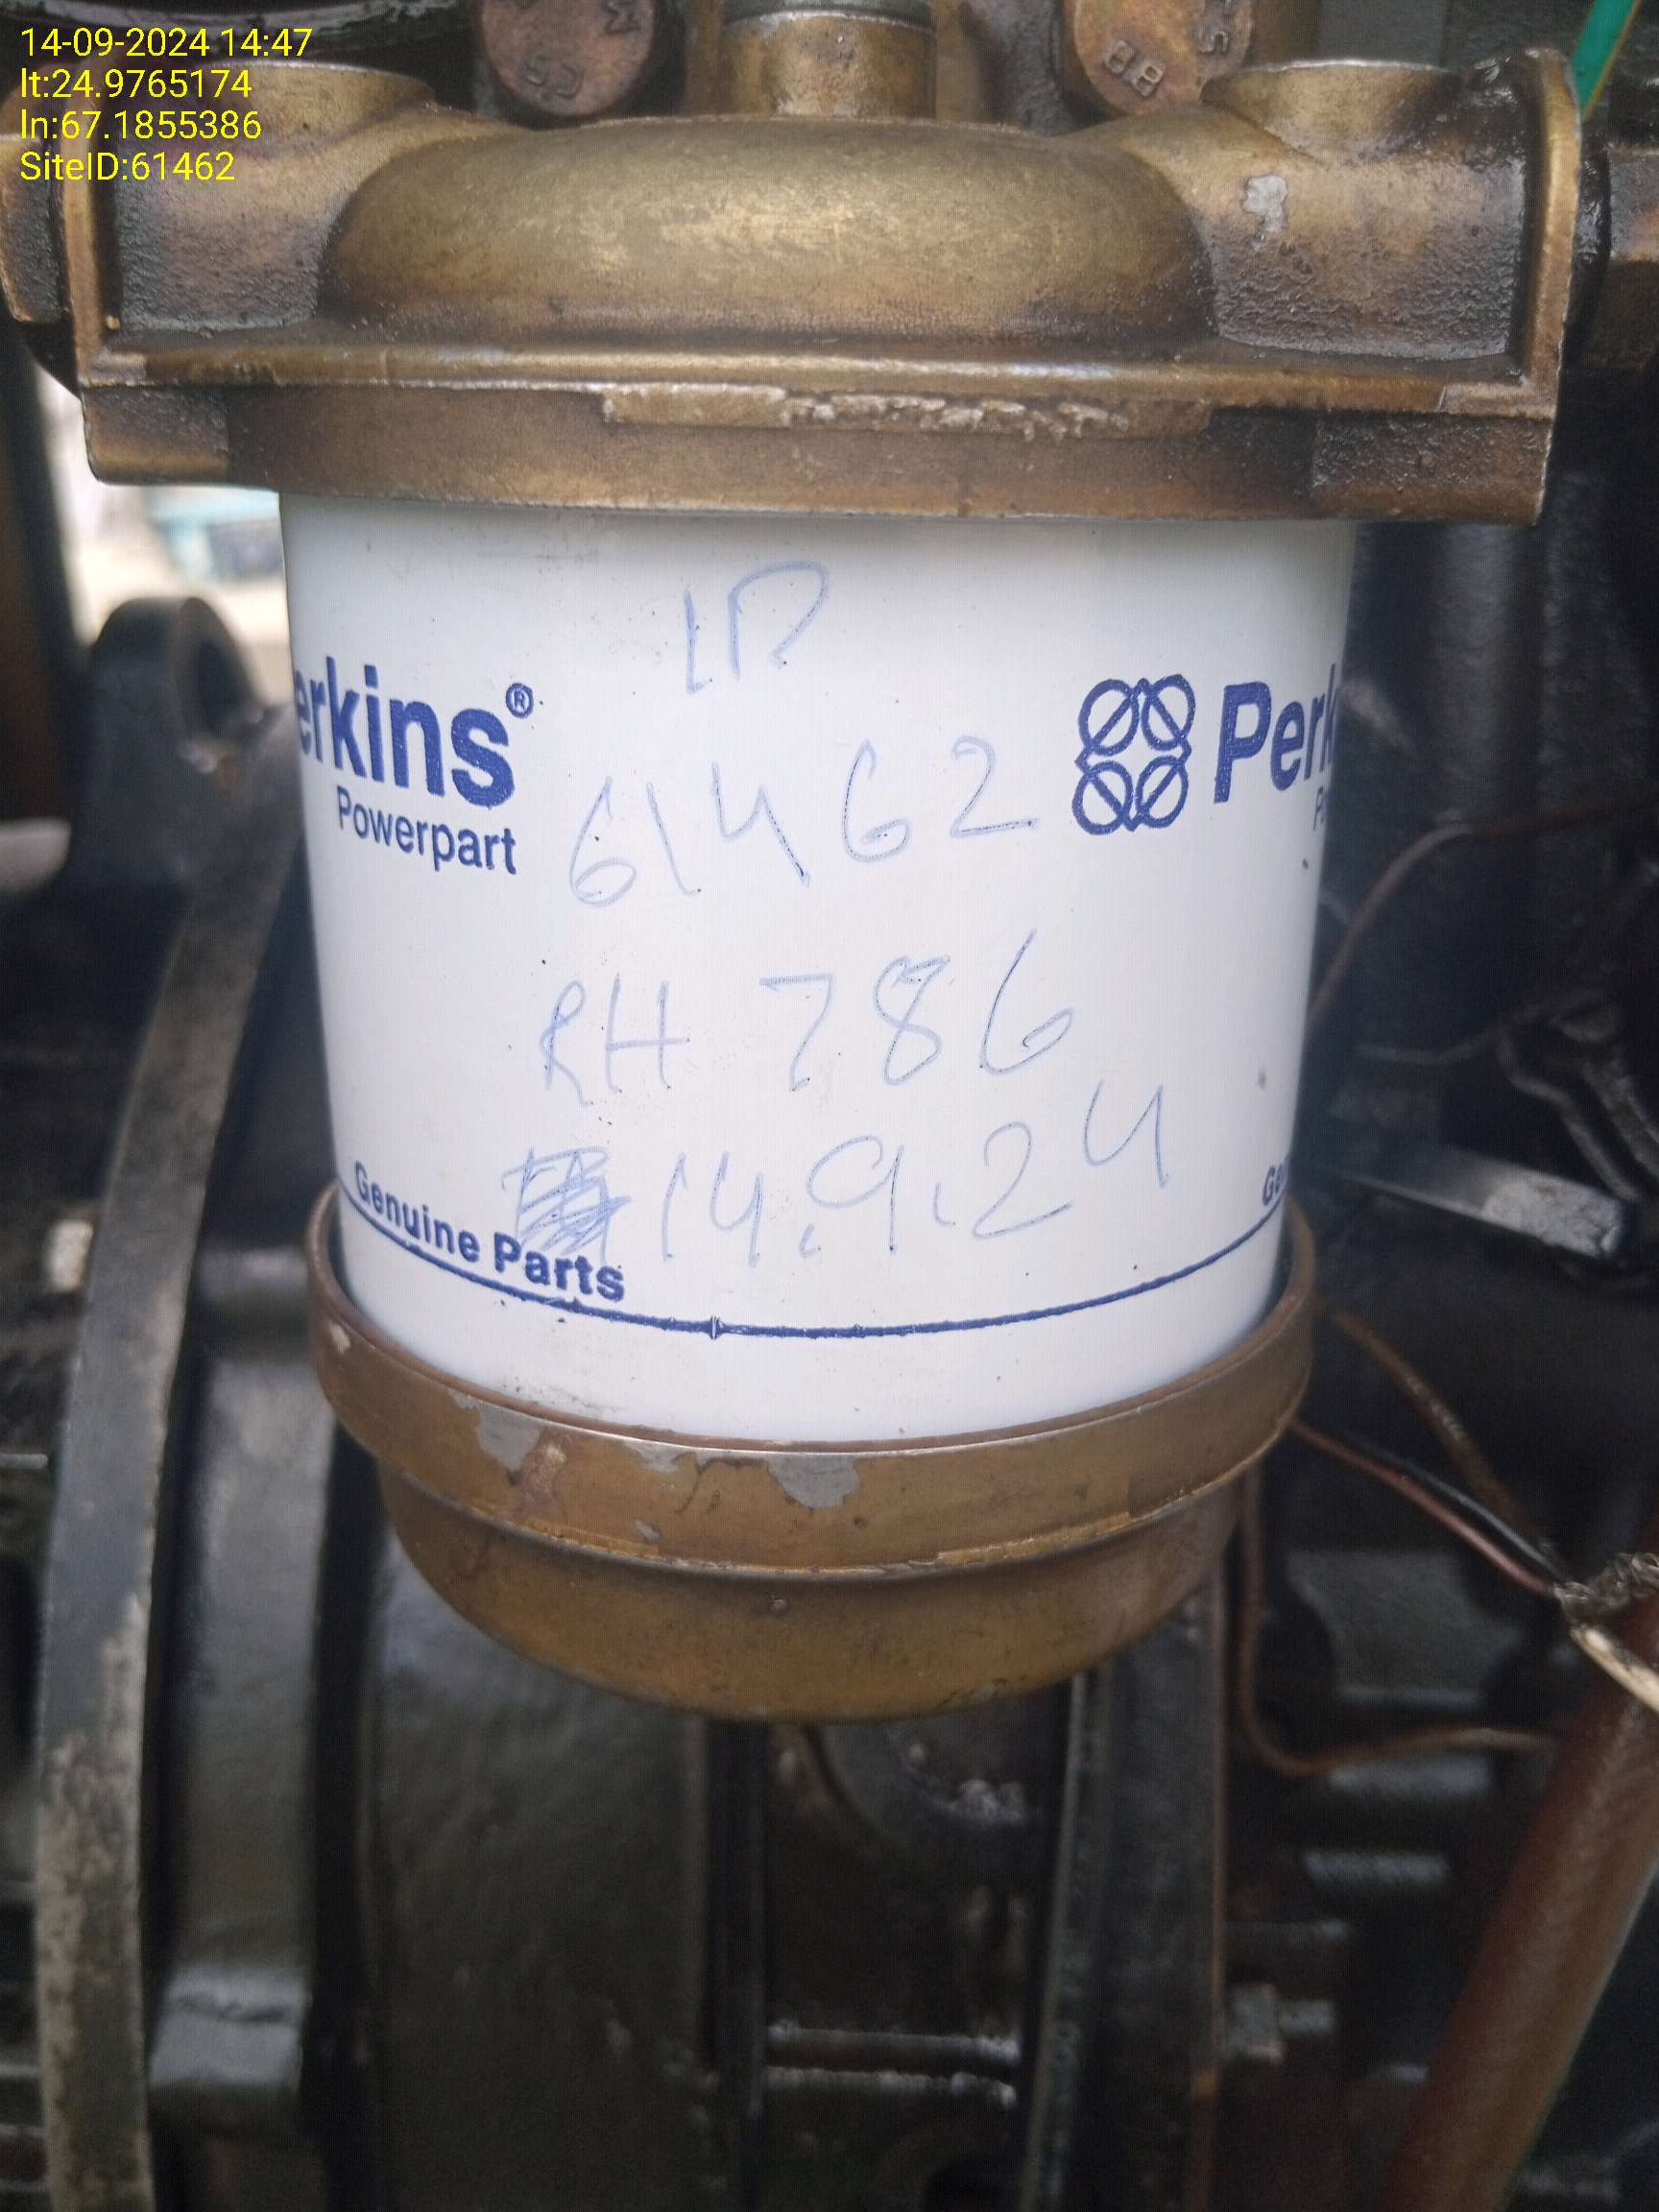 14-09-2024 14:47
lt:24.9765174
ln:67.1855386
SiteID:61462
ID
erkins®
Powerpart
Perk
61462
RH 786
14.9.24
Genuine Parts